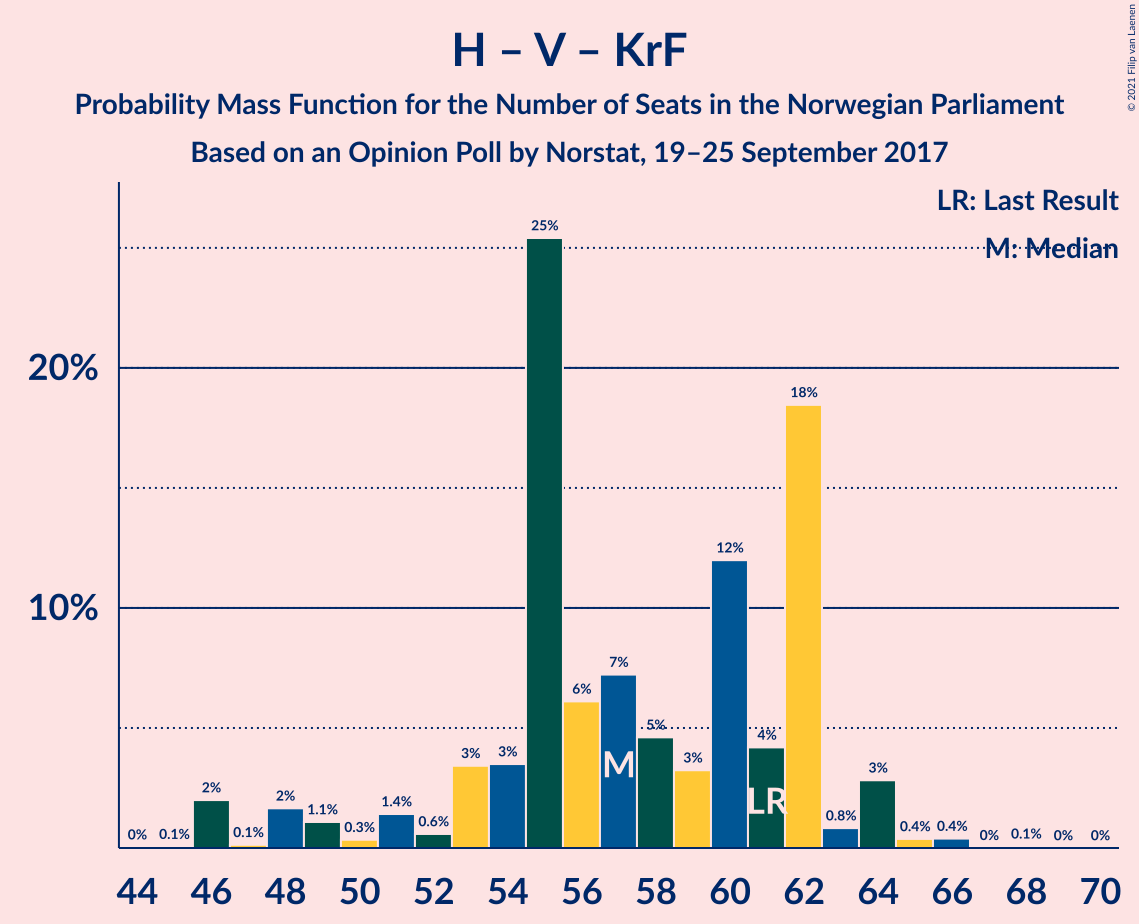 H – V – KrF
Probability Mass Function for the Number of Seats in the Norwegian Parliament
Based on an Opinion Poll by Norstat, 19–25 September 2017
© 2021 Filip van Laenen
LR: Last Result
M: Median
20%
10%
0% 0.1% 2% 0.1% 2% 1.1% 0.3% 1.4% 0.6% 3% 3% 25% 6% 7% 5% 3% 12% 4% 18% 0.8% 3% 0.4% 0.4% 0% 0.1% 0% 0%
M
LR
44 46 48 50 52 54 56 58 60 62 64 66 68 70